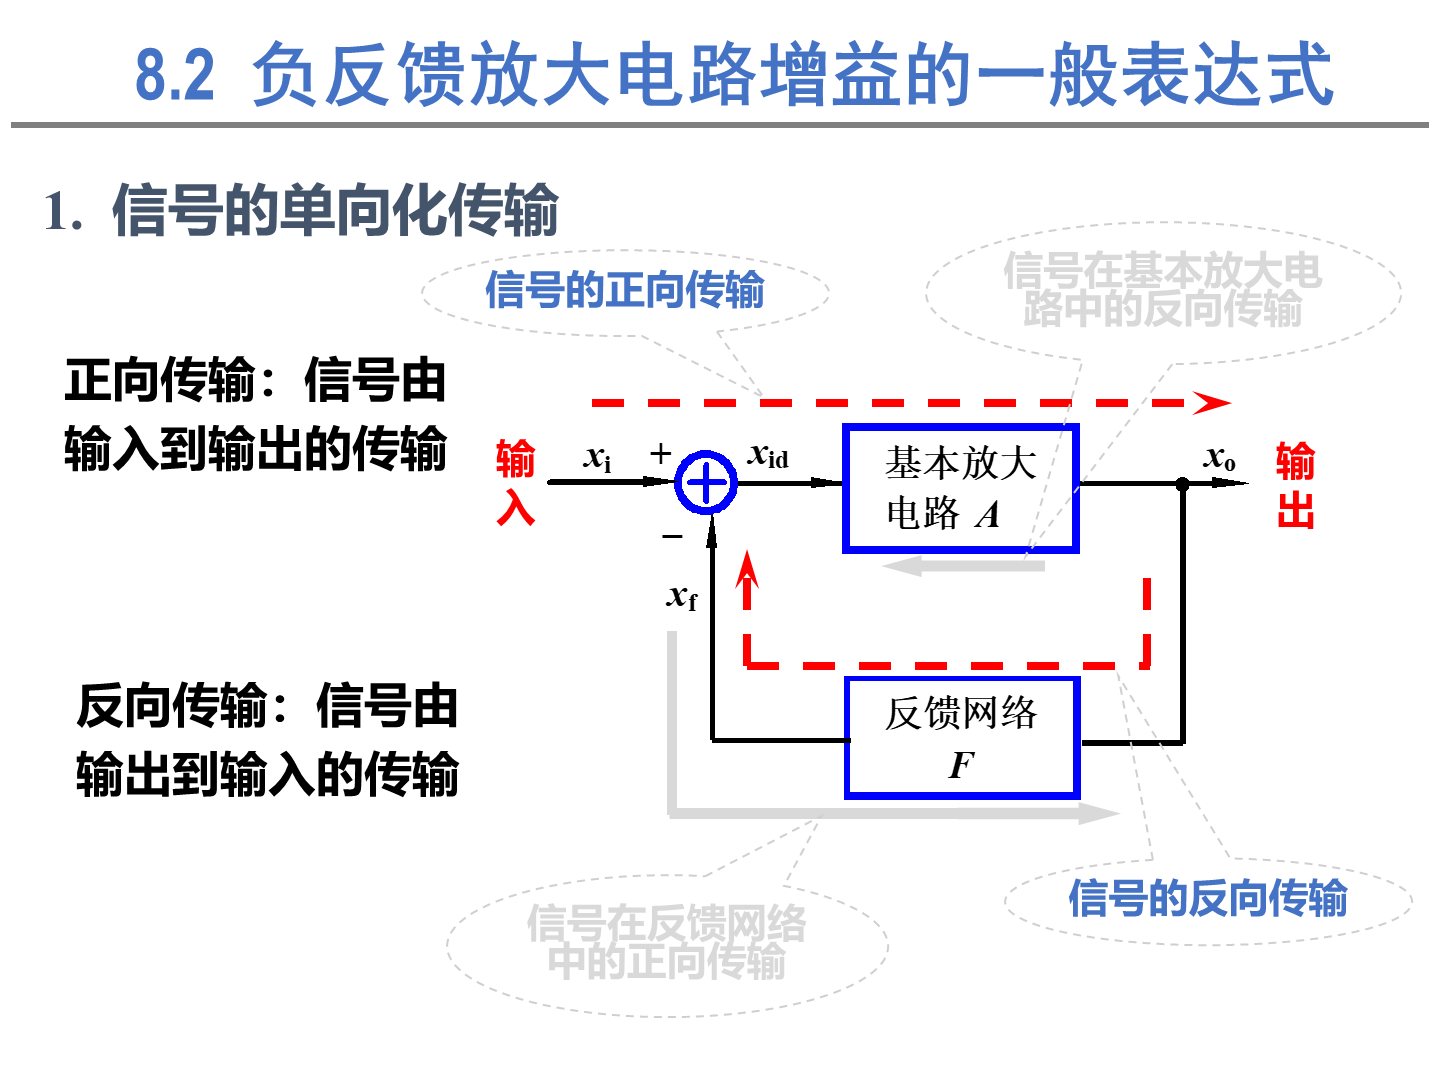 8.2 负反馈放大电路增益的一般表达式
1. 信号的单向化传输
信号的正向传输
信号在基本放大电
路中的反向传输
正向传输：信号由
输入到输出的传输
输
入
xi
+
xid
基本放大
电路 A
xo
输
出
−
xf
反向传输：信号由
输出到输入的传输
反馈网络
F
信号的反向传输
信号在反馈网络
中的正向传输